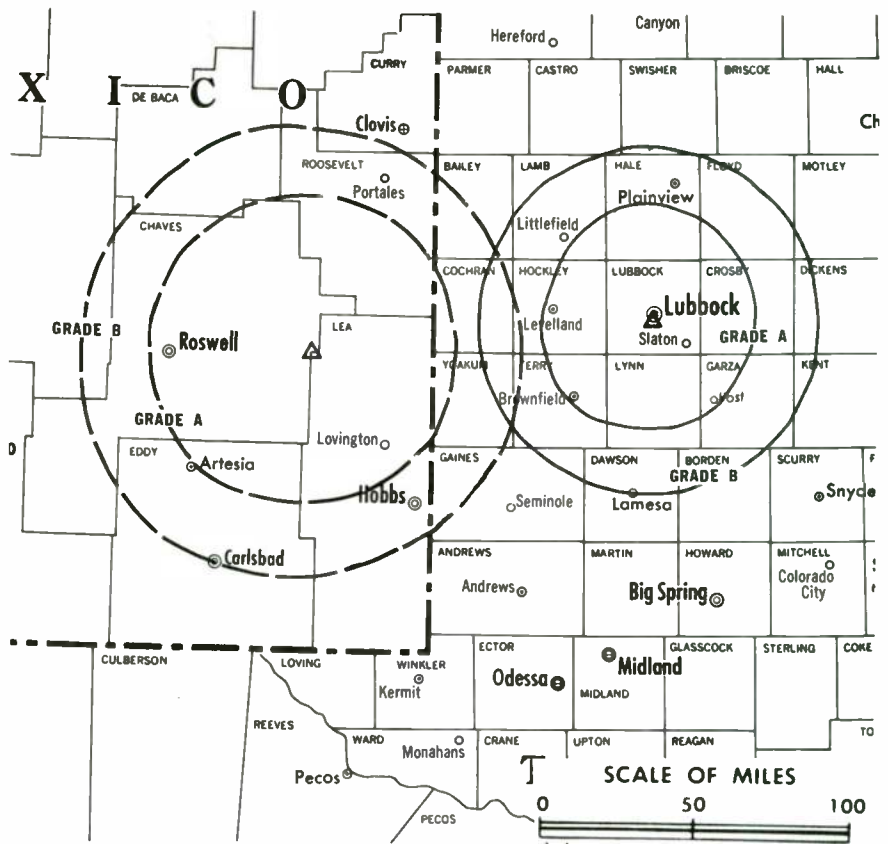 Canyon
Hereford
CURRY
PARMER
CASTRO
SWISHER
BRISCOE
HALL
X I C O
DE BACA
Clovis
Ch
ROOSEVELT
BAILEY
LAMB
HALE
FLOYD
MOTLEY
Portales
Plainview
CHAVES
Littlefield
COCHRAN
HOCKLEY
LUBBOCK
CROSBY
DICKENS
Lubbock
Levelland
GRADE B
LEA
Slaton
GRADE A
Roswell
YOAKUM
TERRY
LYNN
GARZA
KENT
Brownfield
Post
GRADE A
Lovington
EDDY
GAINES
DAWSON
BORDEN
SCURRY
Artesia
GRADE B
Hobbs
Seminole
Lamesa
Snyde
ANDREWS
MARTIN
HOWARD
MITCHELL
Carlsbad
Colorado
City
Andrews
Big Spring
ECTOR
GLASSCOCK
STERLING
COKE
CULBERSON
LOVING
WINKLER
Midland
Kermit
Odessa
MIDLAND
REEVES
WARD
CRANE
UPTON
REAGAN
TO
Monahans
T
Pecos
SCALE OF MILES
0 50 100
PECOS